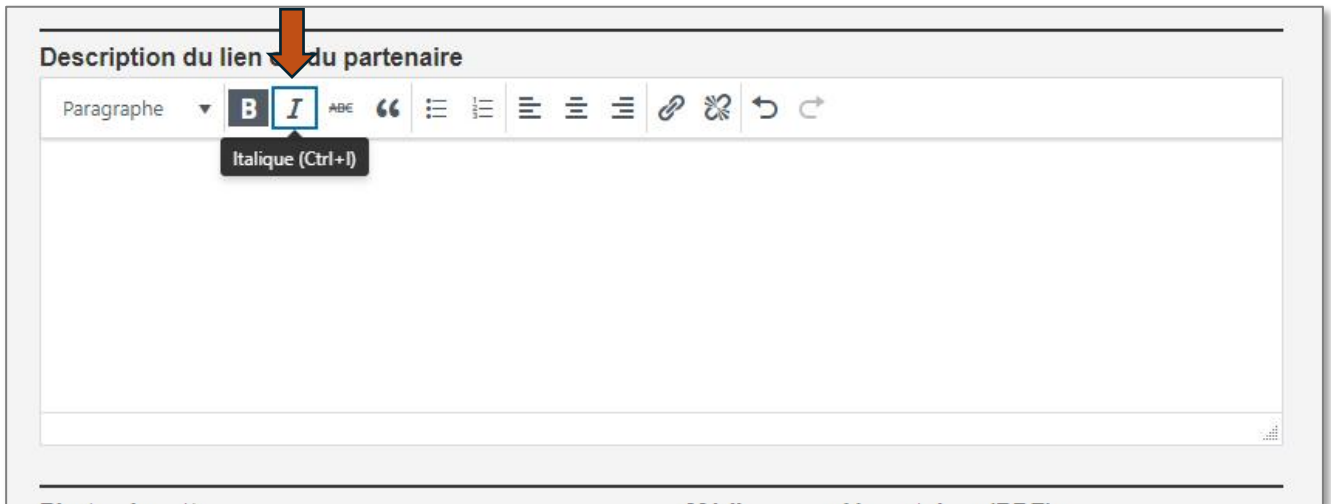 Description du lien du partenaire
Paragraphe B I ABC
Italique (Ctrl+I)